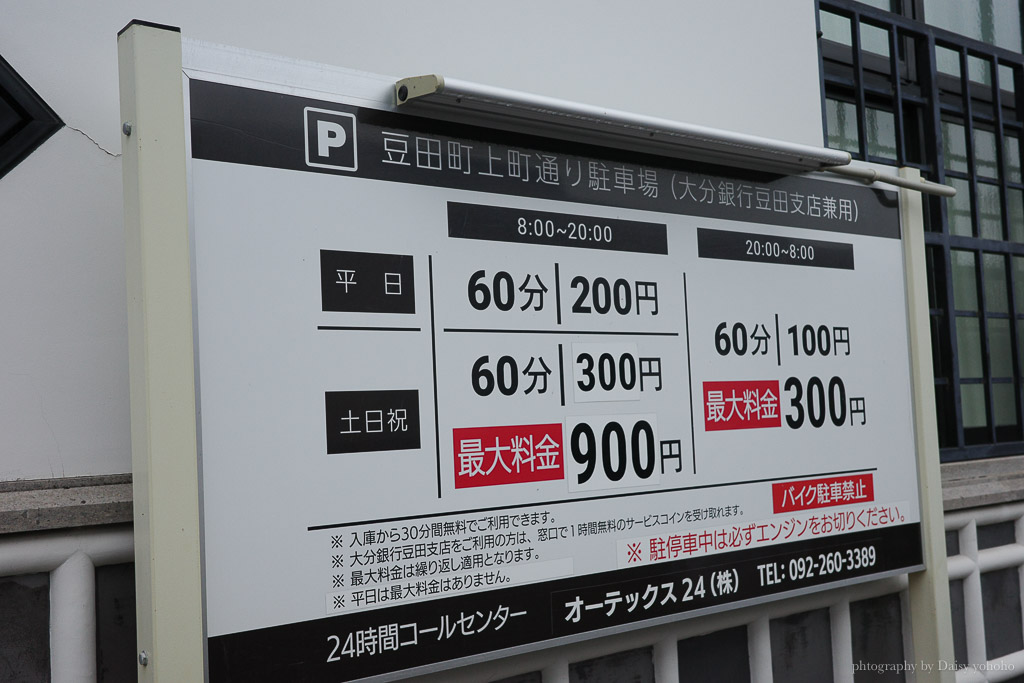 P 豆田町上町通り駐車場 (大分銀行豆田支店兼用)
8:00~20:00
20:00~8:00
平日
60分 200円
60分 100円
最大料金 300円
土日祝
60分 300円
最大料金 900円
バイク駐車禁止
※ 入庫から30分間無料でご利用できます。
※ 大分銀行豆田支店をご利用の方は、窓口で1時間無料のサービスコインを受け取れます。
※ 最大料金は繰り返し適用となります。
※ 平日は最大料金はありません。
※ 駐停車中は必ずエンジンをお切りください。
24時間コールセンター オーテックス24(株) TEL: 092-260-3389
phtography by Daisy yohoho